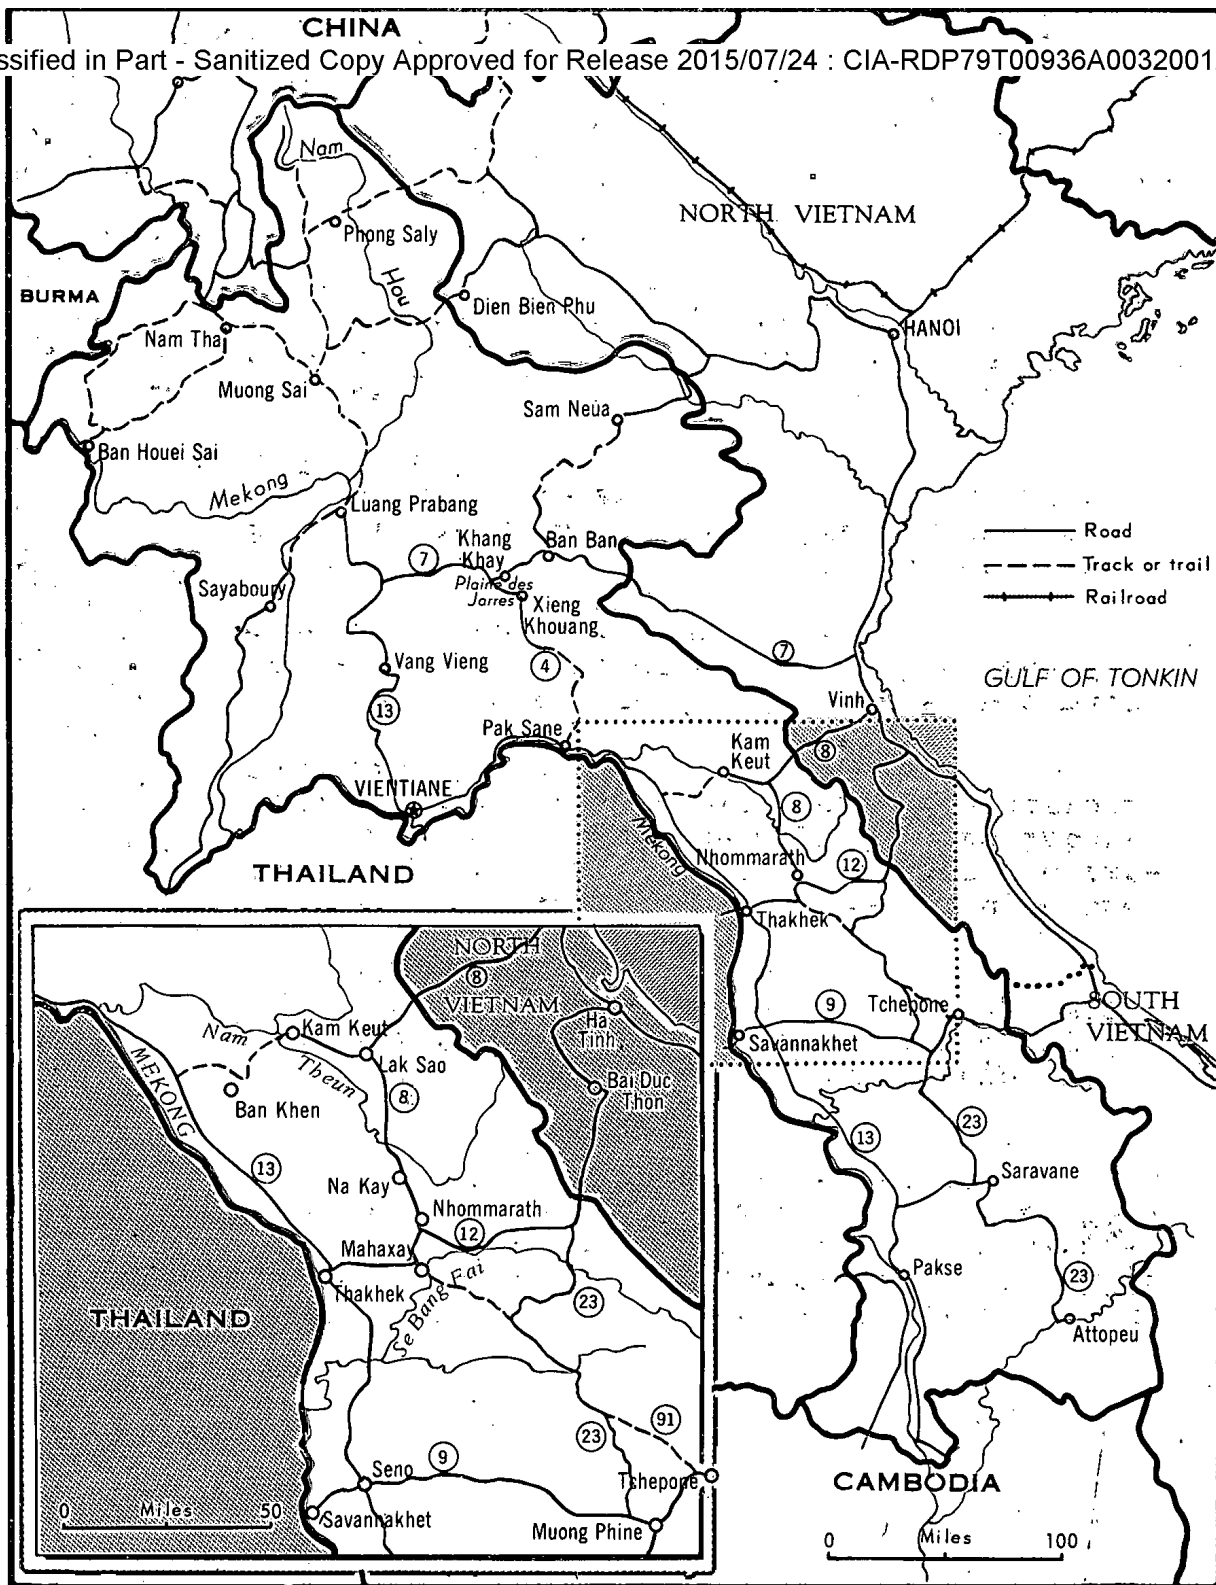 CHINA
ssified in Part - Sanitized Copy Approved for Release 2015/07/24 : CIA-RDP79T00936A0032001
Nam
NORTH VIETNAM
Phong Saly
Hou
BURMA
Dien Bien Phu
Nam Tha
HANOI
Muong Sai
Sam Neua
Ban Houei Sai
Mekong
Luang Prabang
Road
Khang
Khay
Ban Ban
7
Track or trail
Plaine des
Jarres
Sayaboury
Railroad
Xieng
Khouang
7
Vang Vieng
4
GULF OF TONKIN
Vinh
13
Pak Sane
Kam
Keut
8
VIENTIANE
8
Mekong
Nhommarath
12
THAILAND
Thakhek
9
Tchepone
SOUTH
VIETNAM
Savannakhet
23
13
Saravane
Pakse
23
Attopeu
CAMBODIA
0 Miles 100
NORTH
VIETNAM
8
Ha
Tinh
Nam
Kam Keut
MEKONG
Theun
Lak Sao
Bai Duc
Thon
Ban Khen
8
13
Na Kay
Nhommarath
12
Mahaxay
Se Bang Fai
Thakhek
23
THAILAND
91
23
9
Seno
Tchepone
0 Miles 50
Savannakhet
Muong Phine